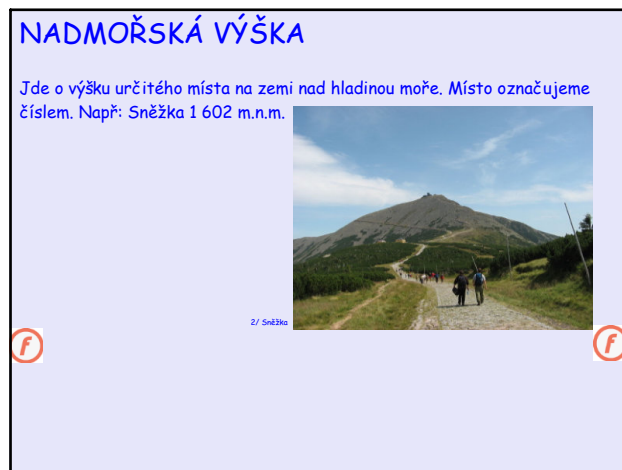 NADMOŘSKÁ VÝŠKA
Jde o výšku určitého místa na zemi nad hladinou moře. Místo označujeme
číslem. Např: Sněžka 1 602 m.n.m.
2/ Sněžka
f
f